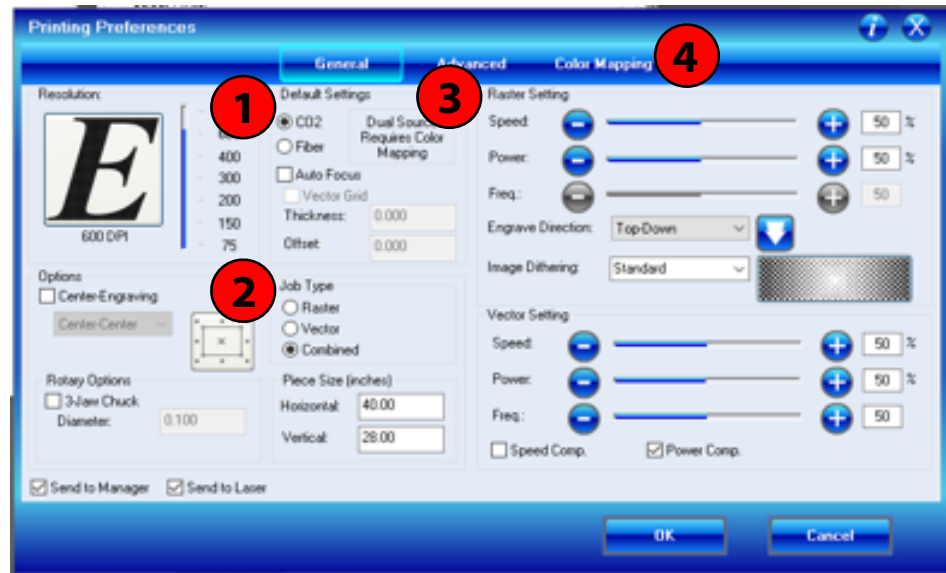 Printing Preferences
General Advanced Color Mapping
Resolution:
E
400
300
200
150
75
600 DPI
Options
Center-Engraving
Center-Center
Rotary Options
3-Jaw Chuck
Diameter: 0.100
Send to Manager Send to Laser
1
Default Settings
CO2
Fiber
Dual Source
Requires Color
Mapping
Auto Focus
Vector Grid
Thickness: 0.000
Offset: 0.000
2
Job Type
Raster
Vector
Combined
Piece Size (inches)
Horizontal: 40.00
Vertical: 28.00
3
4
Raster Setting
Speed: 50 %
Power: 50 %
Freq.: 50
Engrave Direction: Top-Down
Image Dithering: Standard
Vector Setting
Speed: 50 %
Power: 50 %
Freq.: 50
Speed Comp. Power Comp.
OK Cancel